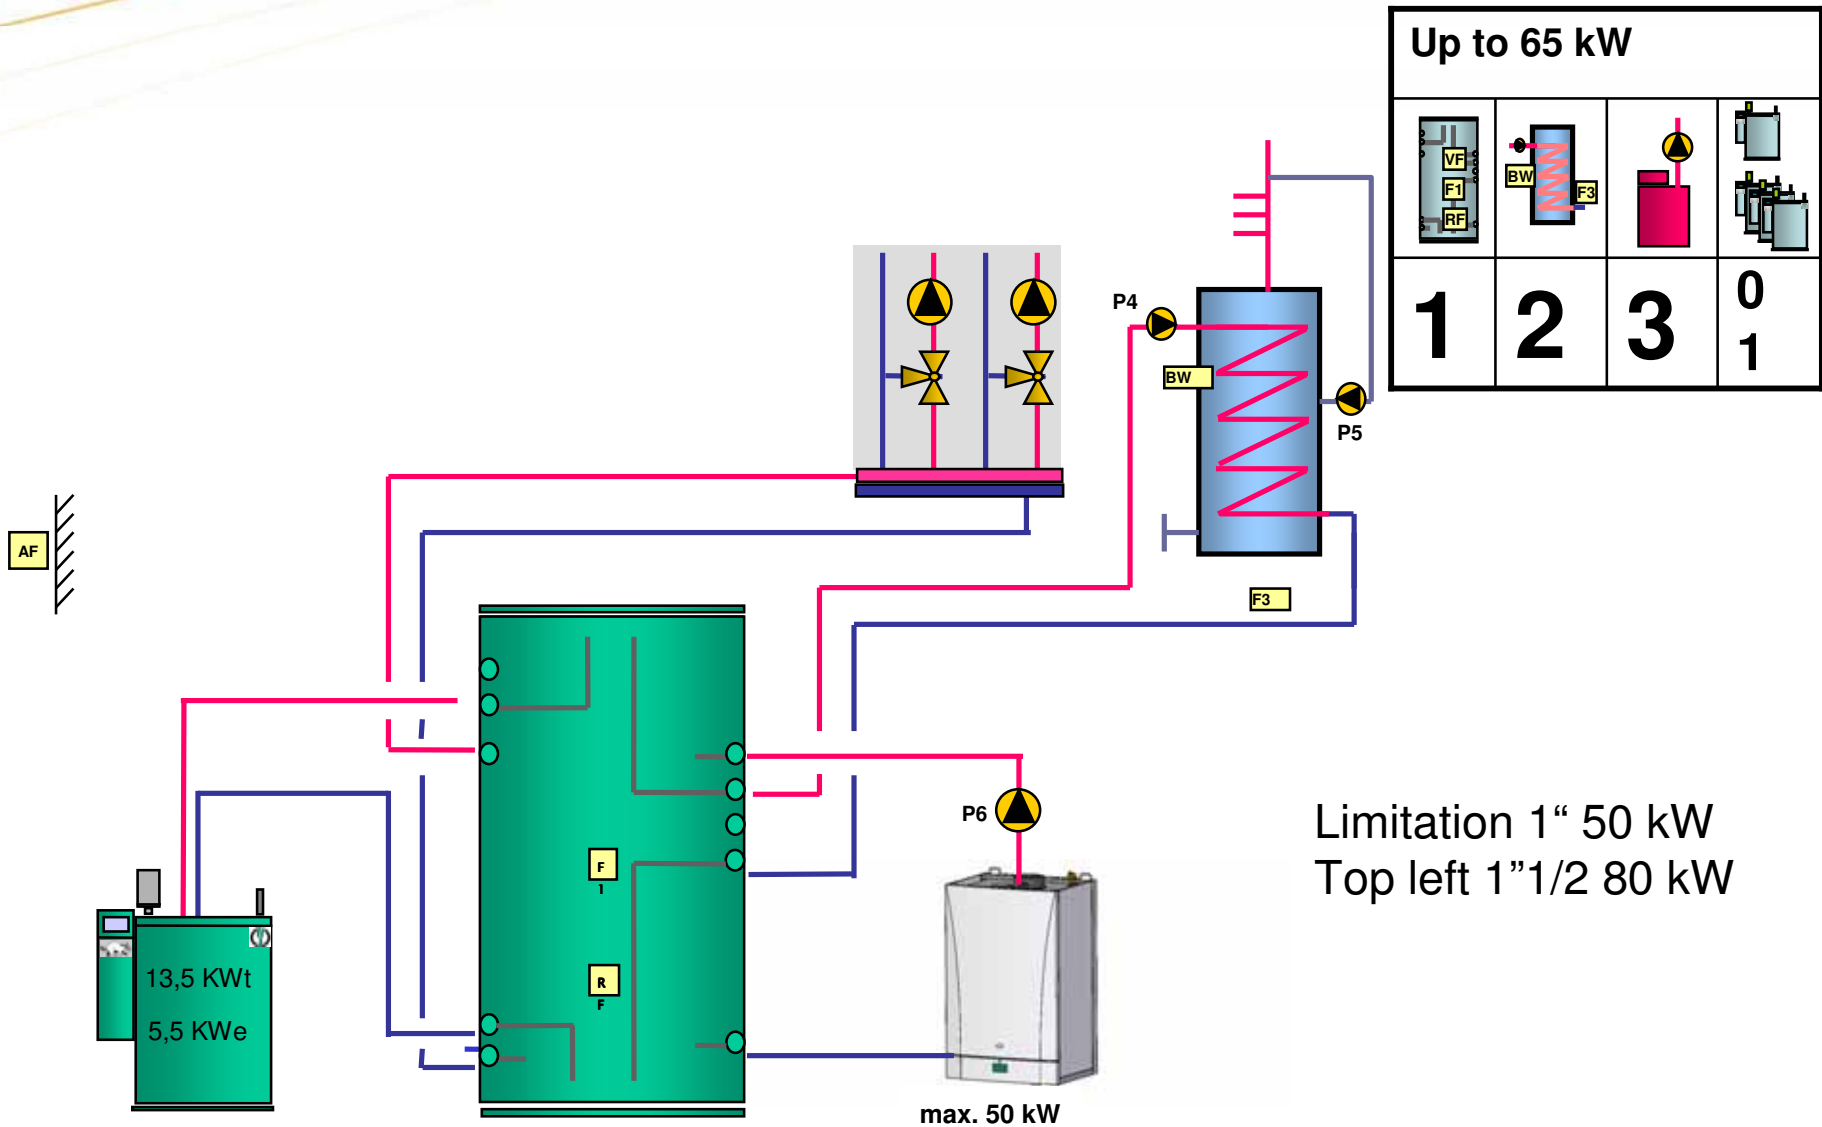 Up to 65 kW
VF
F1
RF
BW
F3
1
2
3
0
1
P4
BW
P5
AF
F3
P6
F
1
R
F
13,5 KWt
5,5 KWe
max. 50 kW
Limitation 1“ 50 kW
Top left 1”1/2 80 kW